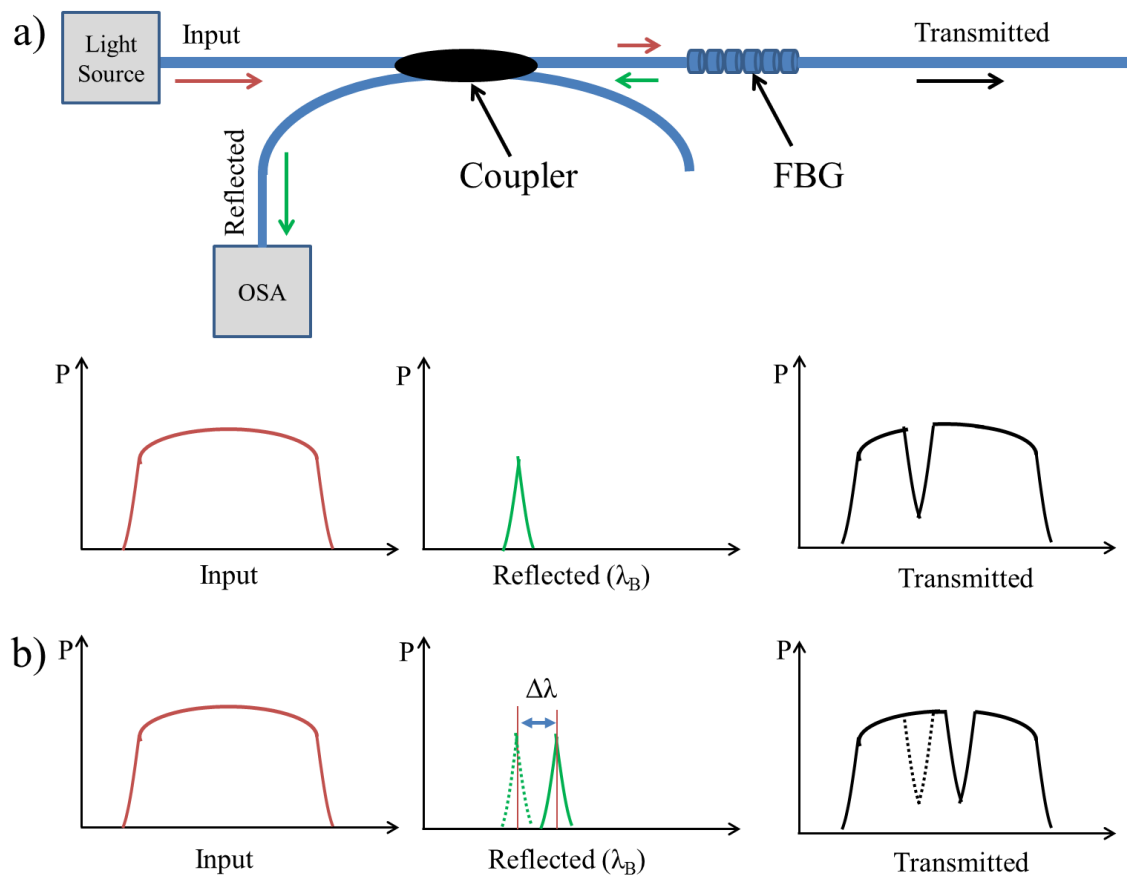 a)
Light
Source
Input
Transmitted
Reflected
Coupler
FBG
OSA
P
Input
P
Reflected (λB)
P
Transmitted
b)
P
Input
P
Δλ
Reflected (λB)
P
Transmitted